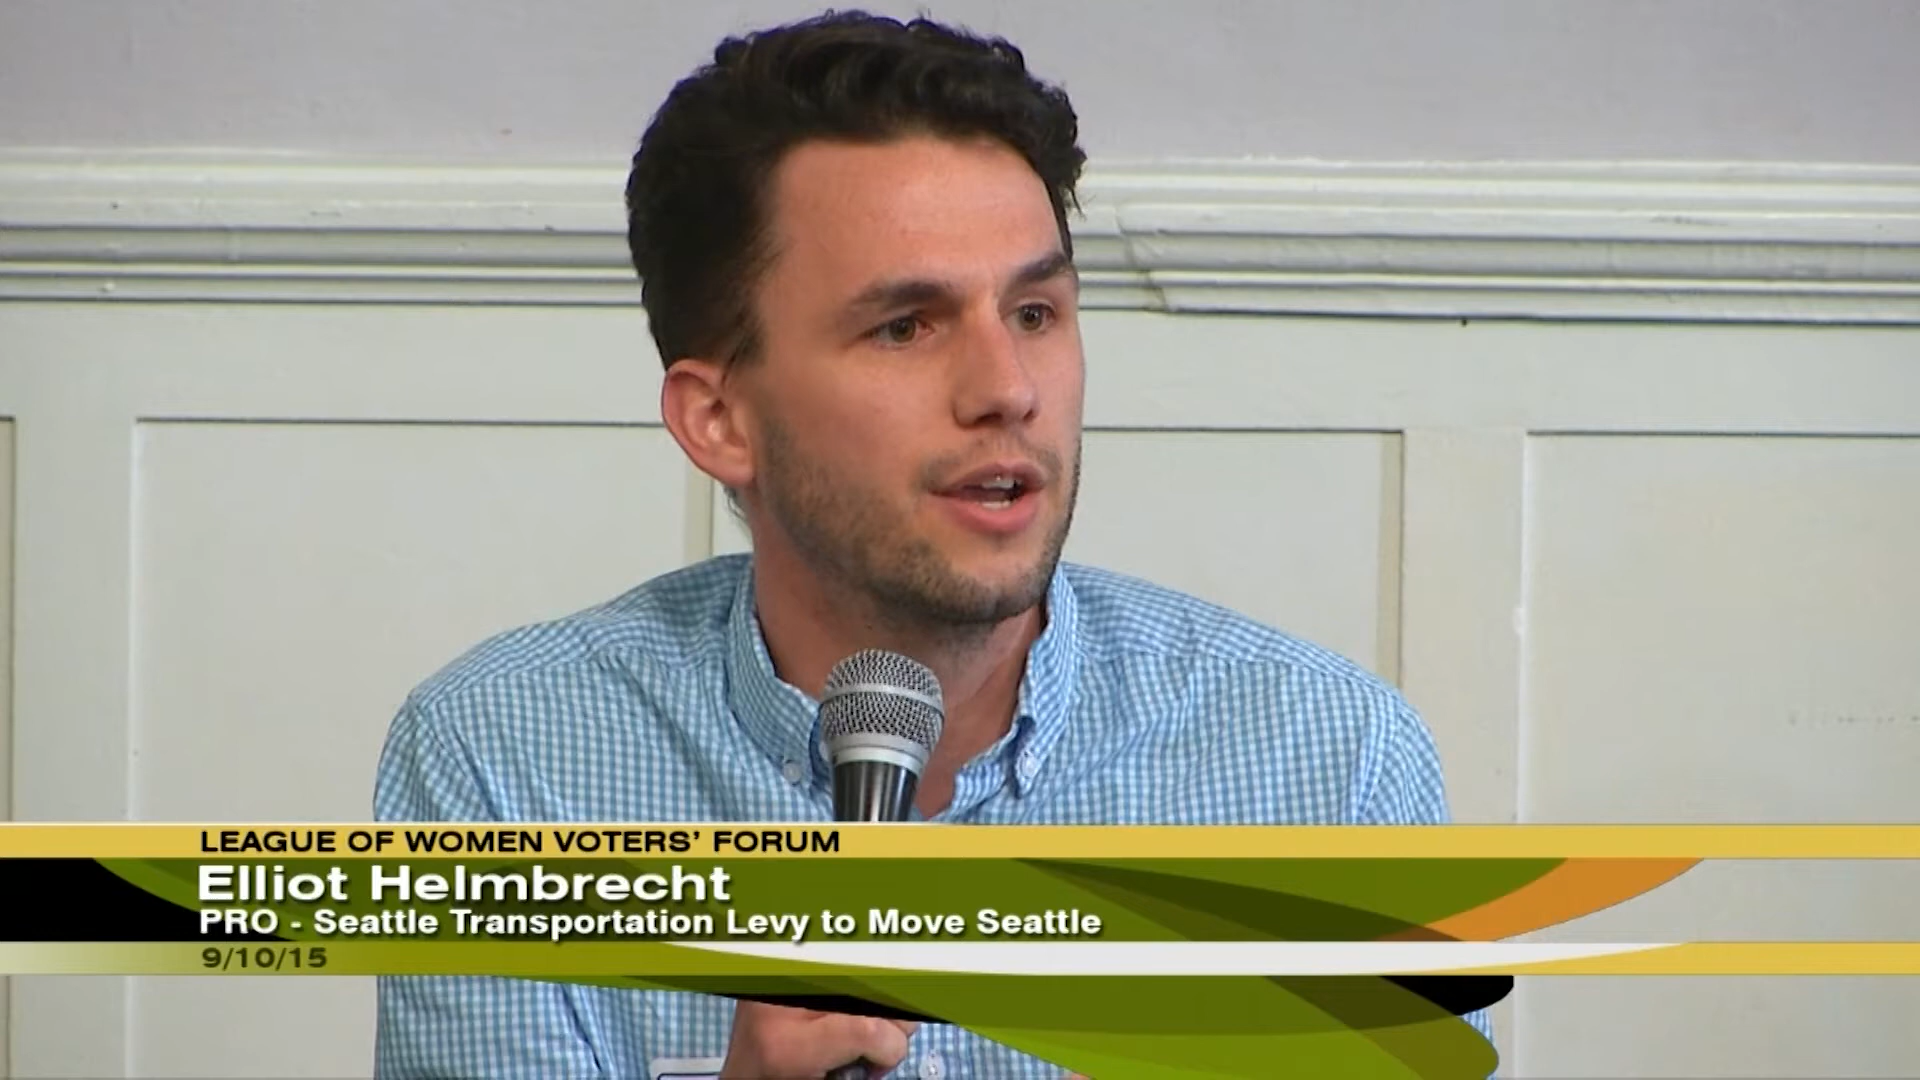 LEAGUE OF WOMEN VOTERS’ FORUM
Elliot Helmbrecht
PRO - Seattle Transportation Levy to Move Seattle
9/10/15